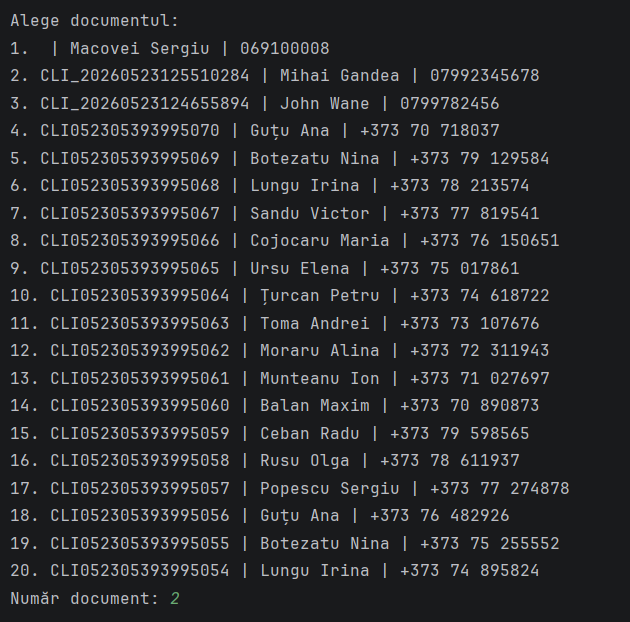 Alege documentul:
1.  | Macovei Sergiu | 069100008
2. CLI_20260523125510284 | Mihai Gandea | 07992345678
3. CLI_20260523124655894 | John Wane | 0799782456
4. CLI052305393995070 | Guțu Ana | +373 70 718037
5. CLI052305393995069 | Botezatu Nina | +373 79 129584
6. CLI052305393995068 | Lungu Irina | +373 78 213574
7. CLI052305393995067 | Sandu Victor | +373 77 819541
8. CLI052305393995066 | Cojocaru Maria | +373 76 150651
9. CLI052305393995065 | Ursu Elena | +373 75 017861
10. CLI052305393995064 | Țurcan Petru | +373 74 618722
11. CLI052305393995063 | Toma Andrei | +373 73 107676
12. CLI052305393995062 | Moraru Alina | +373 72 311943
13. CLI052305393995061 | Munteanu Ion | +373 71 027697
14. CLI052305393995060 | Balan Maxim | +373 70 890873
15. CLI052305393995059 | Ceban Radu | +373 79 598565
16. CLI052305393995058 | Rusu Olga | +373 78 611937
17. CLI052305393995057 | Popescu Sergiu | +373 77 274878
18. CLI052305393995056 | Guțu Ana | +373 76 482926
19. CLI052305393995055 | Botezatu Nina | +373 75 255552
20. CLI052305393995054 | Lungu Irina | +373 74 895824
Număr document: 2